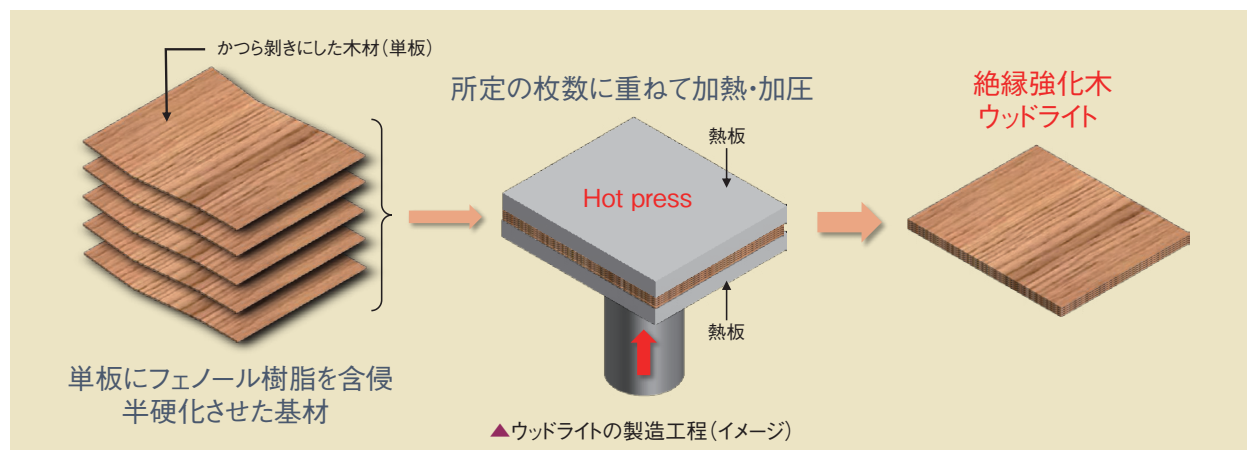 かつら剝きにした木材（単板）
単板にフェノール樹脂を含侵
半硬化させた基材
所定の枚数に重ねて加熱・加圧
熱板
Hot press
熱板
絶縁強化木
ウッドライト
▲ウッドライトの製造工程（イメージ）